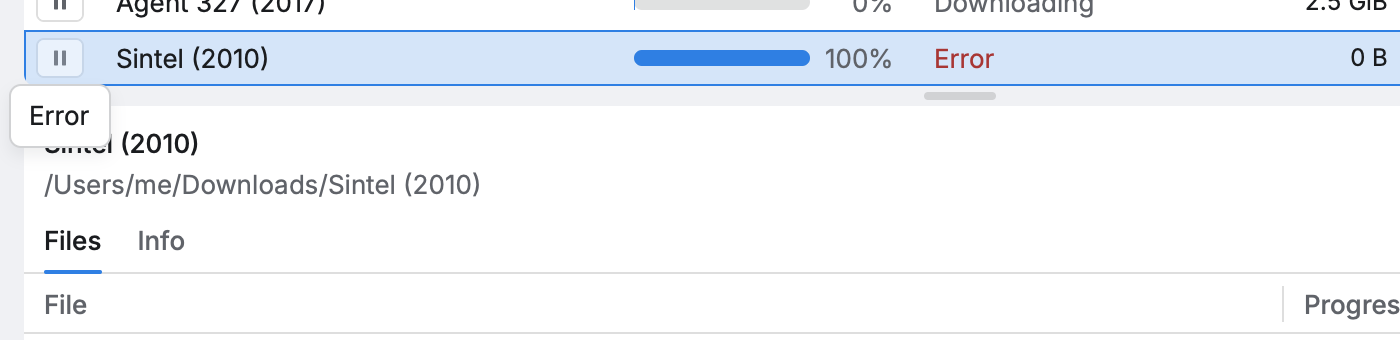 Agent 327 (2017) 0% Downloading 2.5 GiB
Sintel (2010) 100% Error 0 B
Error
Sintel (2010)
/Users/me/Downloads/Sintel (2010)
Files Info
File Progres